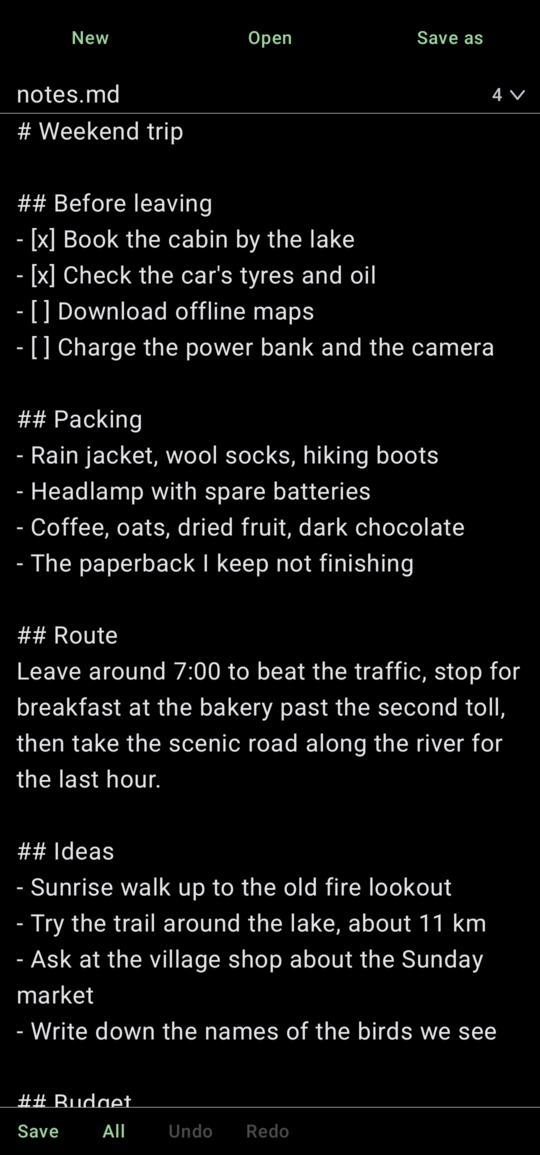 New Open Save as
notes.md 4
# Weekend trip

## Before leaving
- [x] Book the cabin by the lake
- [x] Check the car's tyres and oil
- [ ] Download offline maps
- [ ] Charge the power bank and the camera

## Packing
- Rain jacket, wool socks, hiking boots
- Headlamp with spare batteries
- Coffee, oats, dried fruit, dark chocolate
- The paperback I keep not finishing

## Route
Leave around 7:00 to beat the traffic, stop for
breakfast at the bakery past the second toll,
then take the scenic road along the river for
the last hour.

## Ideas
- Sunrise walk up to the old fire lookout
- Try the trail around the lake, about 11 km
- Ask at the village shop about the Sunday
market
- Write down the names of the birds we see

## Budget
Save All Undo Redo